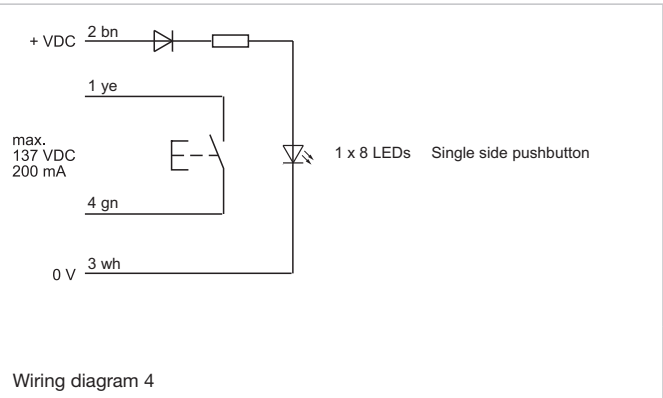 + VDC 2 bn
1 ye
max.
137 VDC
200 mA
1 x 8 LEDs Single side pushbutton
4 gn
0 V 3 wh
Wiring diagram 4